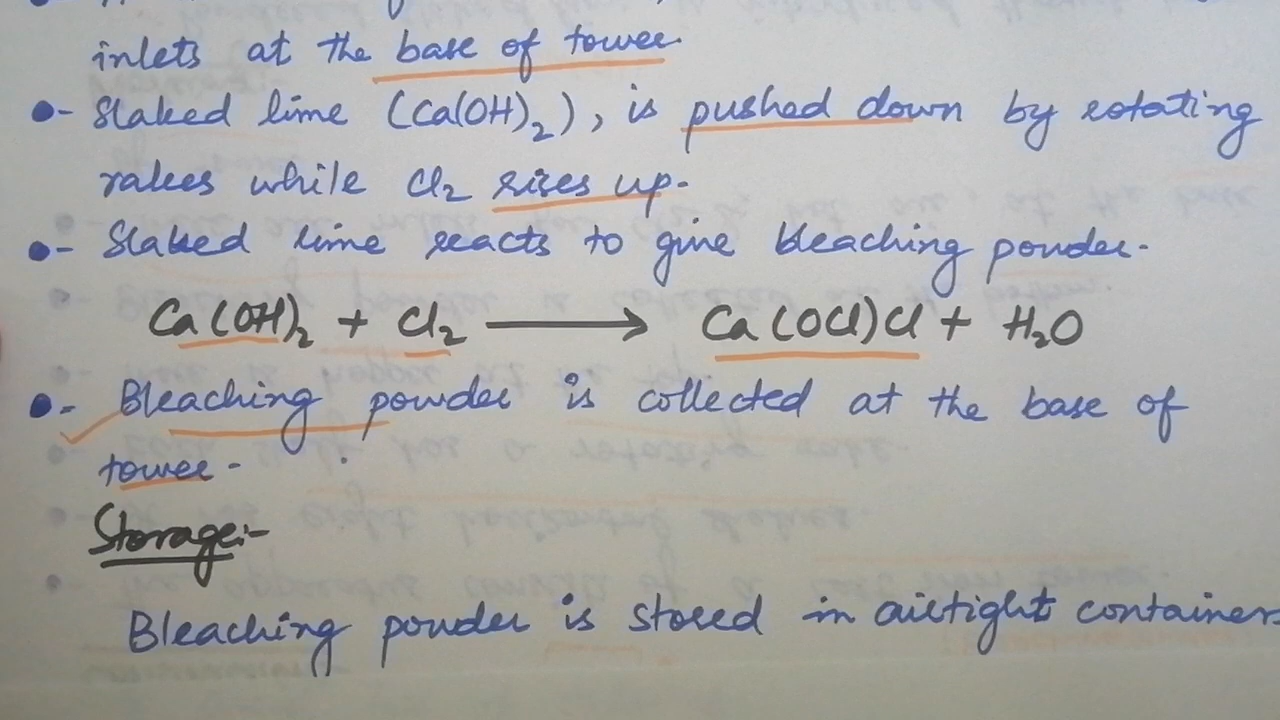 inlets at the base of tower.
•- Slaked lime (Ca(OH)₂), is pushed down by rotating
rakes while Cl₂ rises up.
•- Slaked lime reacts to give bleaching powder.
Ca(OH)₂ + Cl₂ ⟶ Ca(OCl)Cl + H₂O
•- Bleaching powder is collected at the base of
tower-
Storage:-
Bleaching powder is stored in airtight containers